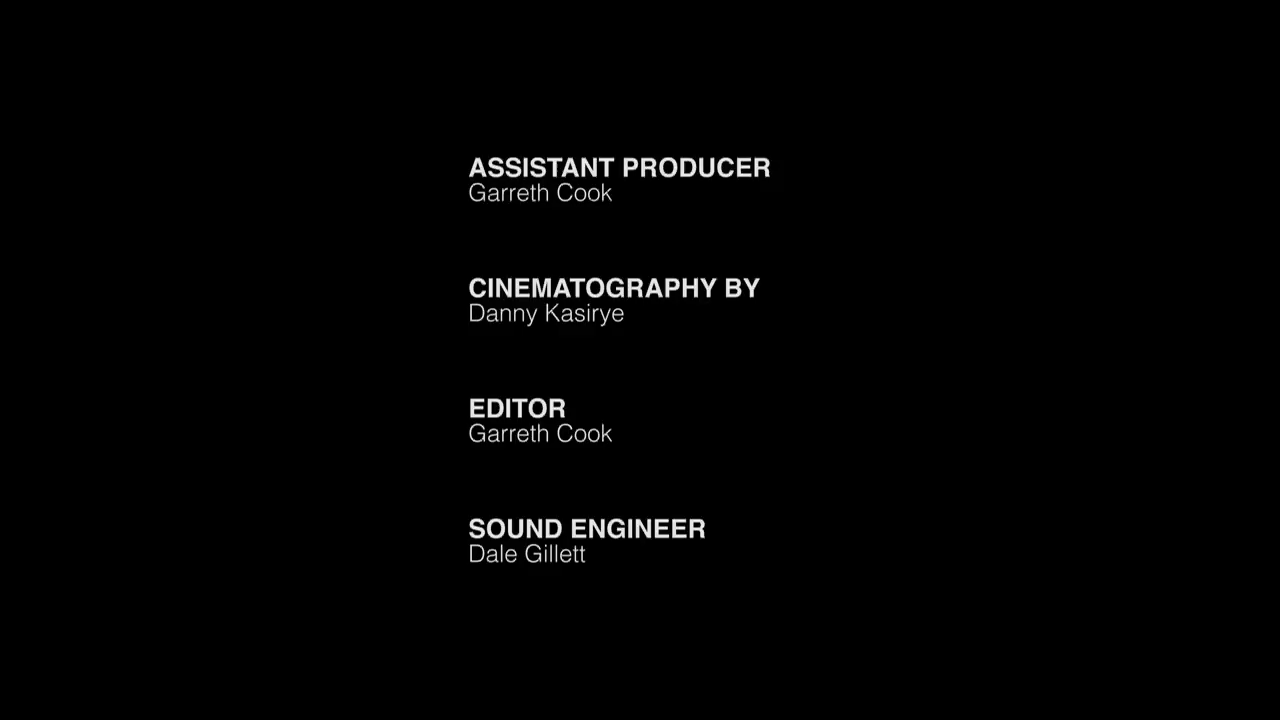 ASSISTANT PRODUCER
Garreth Cook
CINEMATOGRAPHY BY
Danny Kasirye
EDITOR
Garreth Cook
SOUND ENGINEER
Dale Gillett